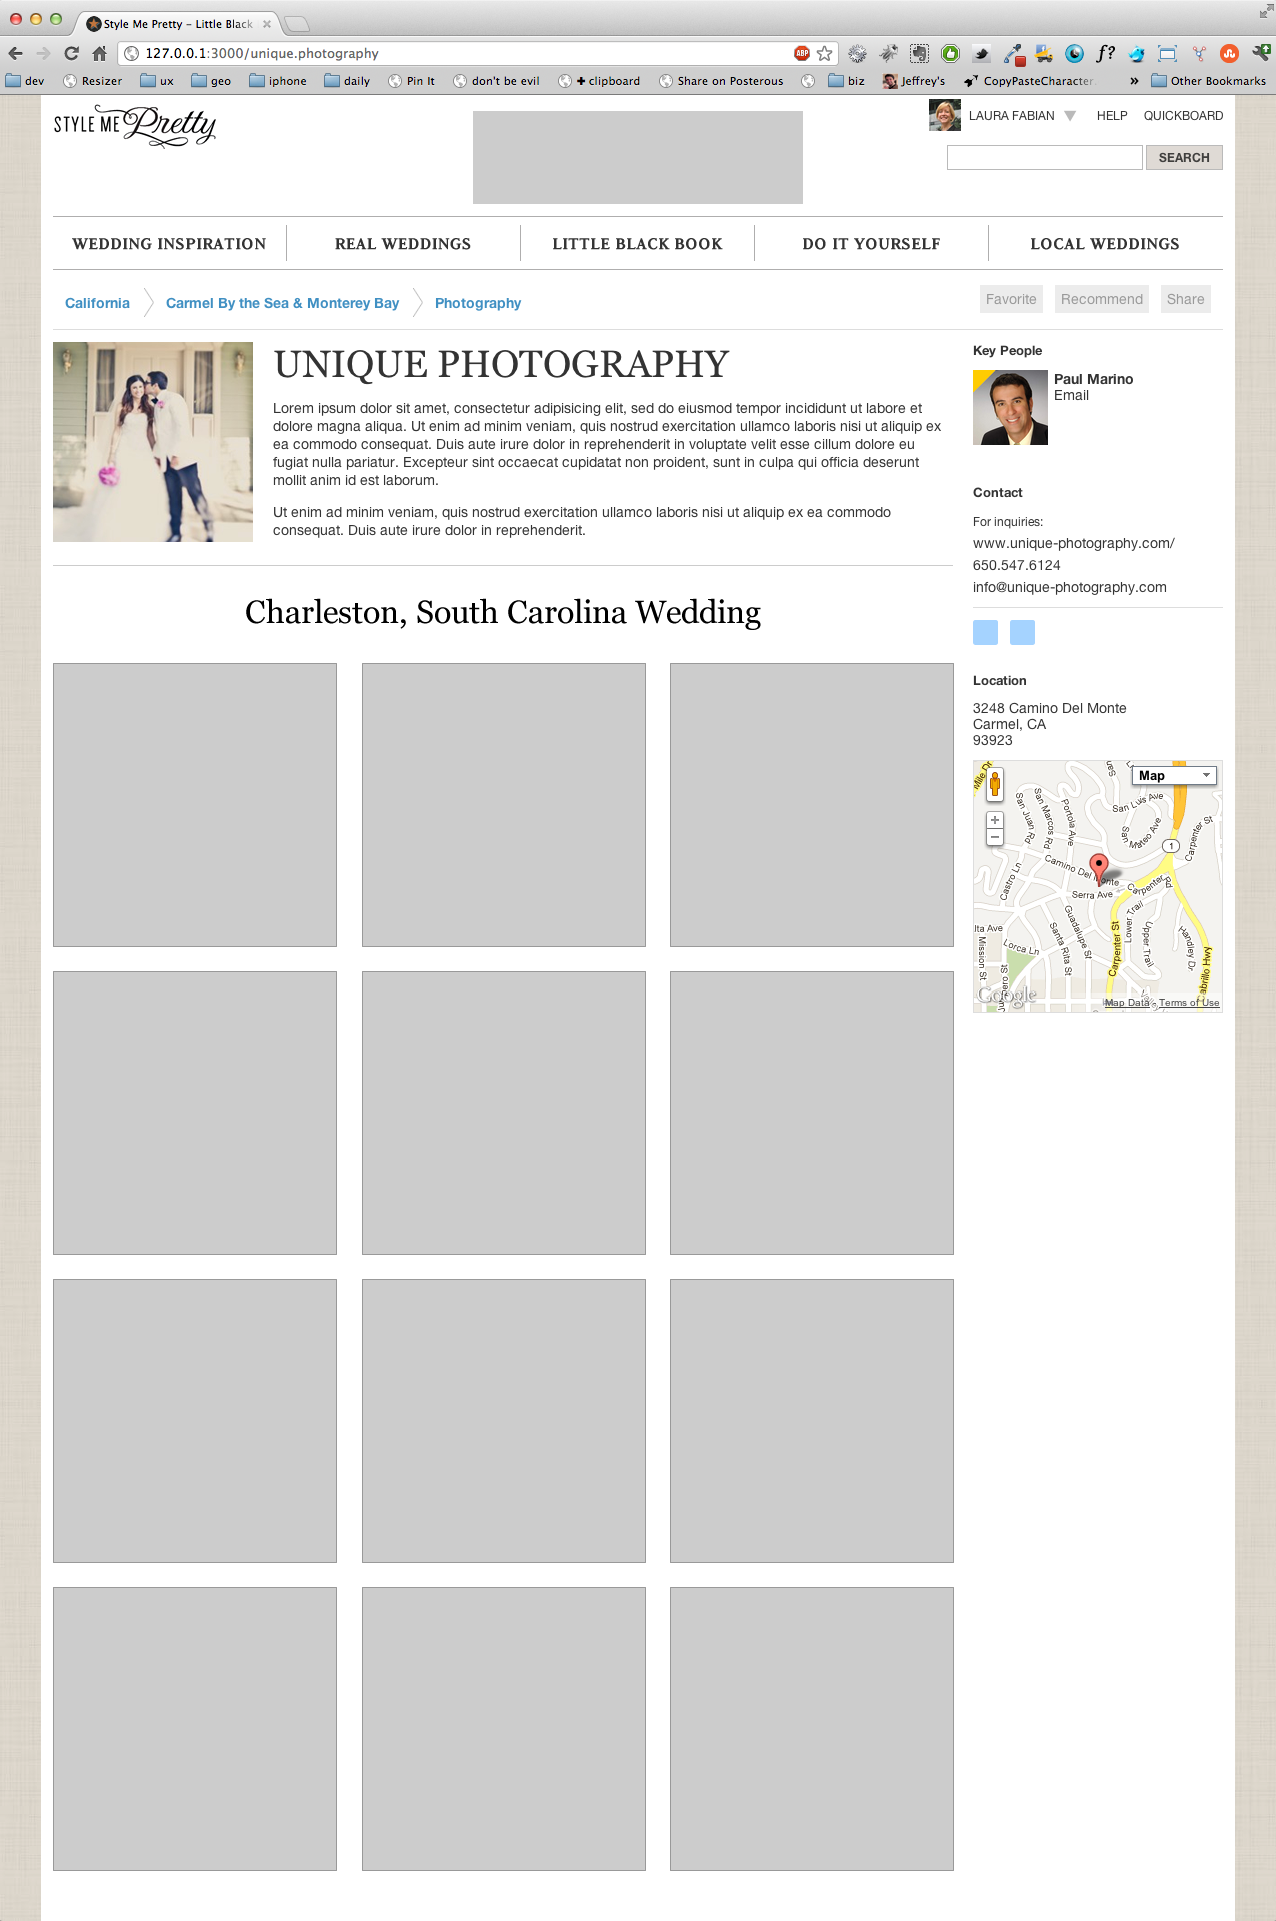 Style Me Pretty – Little Black
127.0.0.1:3000/unique.photography
ABP
f?
dev
Resizer
ux
geo
iphone
daily
Pin It
don't be evil
✚ clipboard
Share on Posterous
biz
Jeffrey's
CopyPasteCharacter
»
Other Bookmarks
STYLE ME Pretty
LAURA FABIAN
HELP
QUICKBOARD
SEARCH
WEDDING INSPIRATION
REAL WEDDINGS
LITTLE BLACK BOOK
DO IT YOURSELF
LOCAL WEDDINGS
California
Carmel By the Sea & Monterey Bay
Photography
Favorite
Recommend
Share
UNIQUE PHOTOGRAPHY
Lorem ipsum dolor sit amet, consectetur adipisicing elit, sed do eiusmod tempor incididunt ut labore et
dolore magna aliqua. Ut enim ad minim veniam, quis nostrud exercitation ullamco laboris nisi ut aliquip ex
ea commodo consequat. Duis aute irure dolor in reprehenderit in voluptate velit esse cillum dolore eu
fugiat nulla pariatur. Excepteur sint occaecat cupidatat non proident, sunt in culpa qui officia deserunt
mollit anim id est laborum.
Ut enim ad minim veniam, quis nostrud exercitation ullamco laboris nisi ut aliquip ex ea commodo
consequat. Duis aute irure dolor in reprehenderit.
Charleston, South Carolina Wedding
Key People
Paul Marino
Email
Contact
For inquiries:
www.unique-photography.com/
650.547.6124
info@unique-photography.com
Location
3248 Camino Del Monte
Carmel, CA
93923
Map
Mile Dr
San Luis Ave
San Juan Rd
San Marcos Rd
Portola Ave
San Mateo Ave
Carpenter St
1
Camino Del Monte
Serra Ave
Carpenter Rd
Castro Ln
Lower Trail
Upper Trail
Guadalupe St
Santa Rita St
Carpenter St
Handley Dr
lta Ave
Mission St
Lorca Ln
Cabrillo Hwy
Google
Map Data - Terms of Use